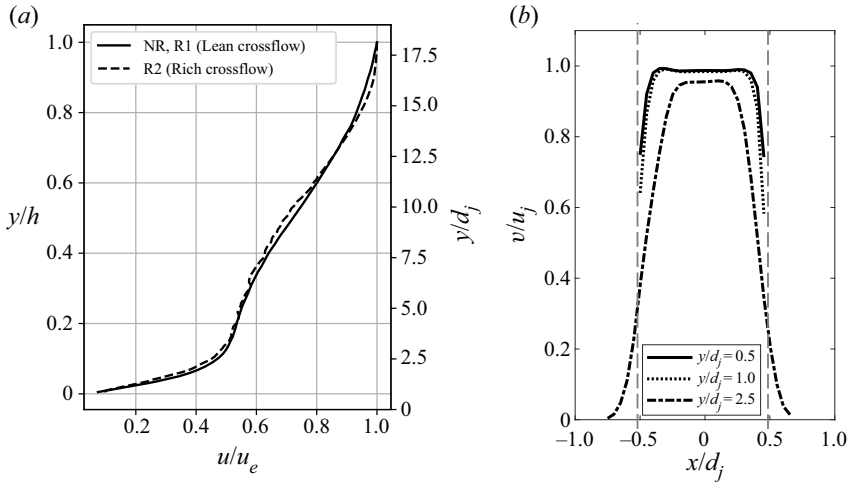 (a)
1.0
0.8
0.6
0.4
0.2
0
y/h
NR, R1 (Lean crossflow)
R2 (Rich crossflow)
17.5
15.0
12.5
10.0
7.5
5.0
2.5
0
y/d_j
0.2 0.4 0.6 0.8 1.0
u/u_e
(b)
1.0
0.8
0.6
0.4
0.2
0
v/u_j
y/d_j = 0.5
y/d_j = 1.0
y/d_j = 2.5
−1.0 −0.5 0 0.5 1.0
x/d_j